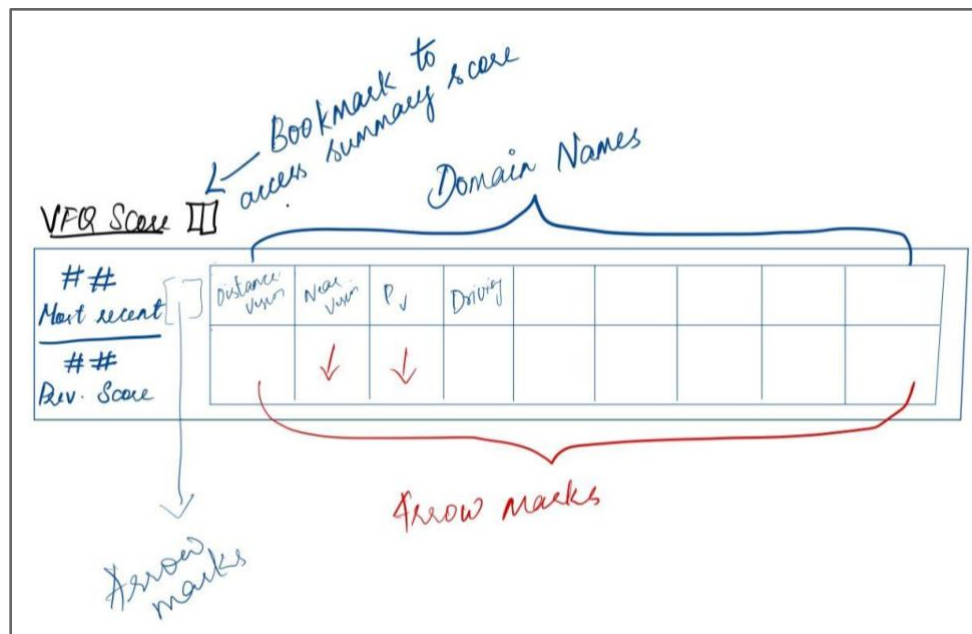 Bookmark to
access summary score
Domain Names
VFQ Score
##
Most recent
##
Prev. Score
Distance Vision
Near Vision
PV
Driving
Arrow marks
Arrow
marks